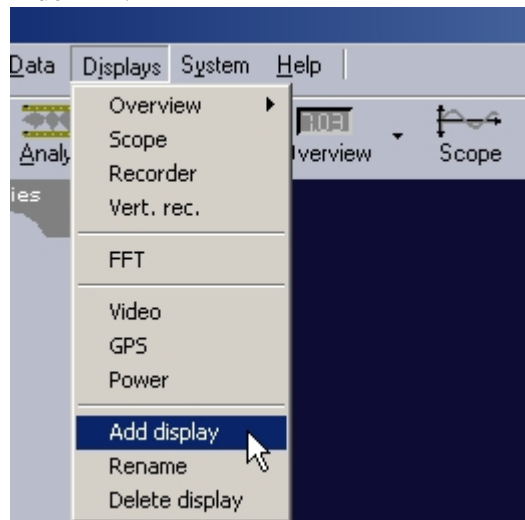 Data Displays System Help
Analy
verview
Scope
ies
Overview
Scope
Recorder
Vert. rec.
FFT
Video
GPS
Power
Add display
Rename
Delete display